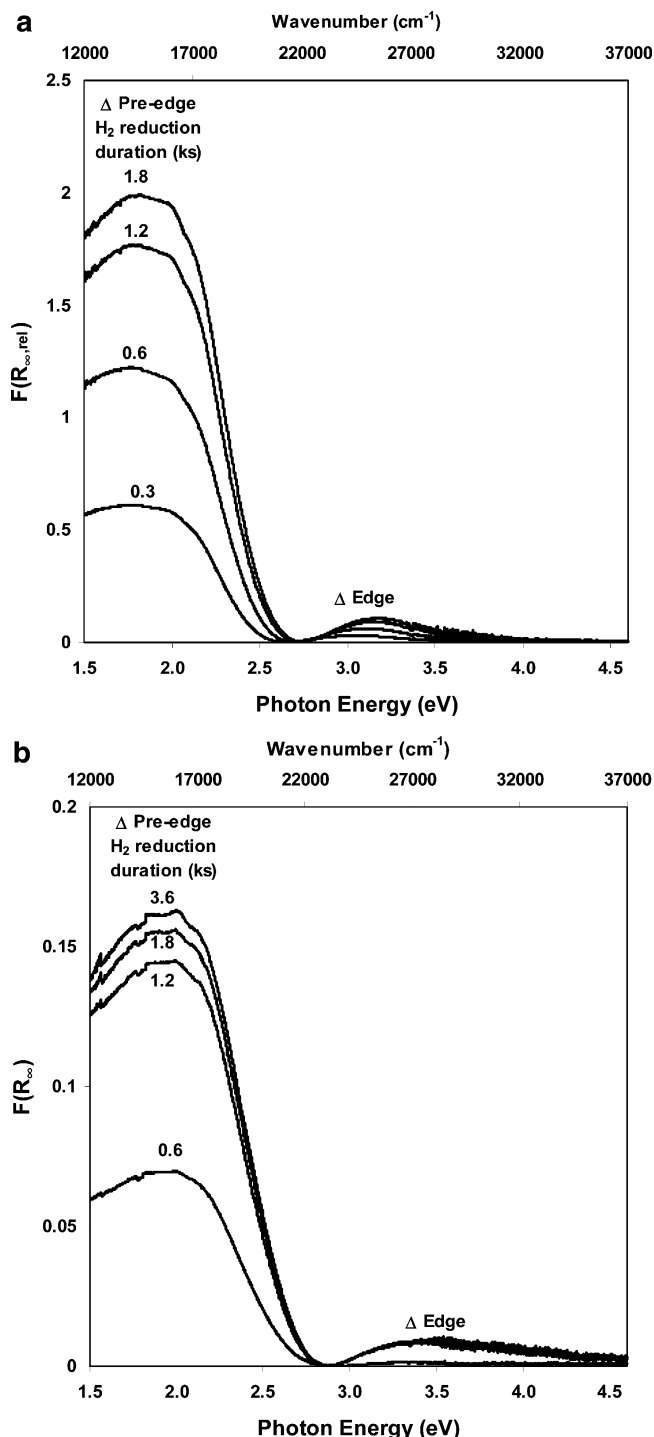 a
Wavenumber (cm⁻¹)
12000 17000 22000 27000 32000 37000
2.5
Δ Pre-edge
H₂ reduction
duration (ks)
1.8
2
1.2
1.5
F(R∞,rel)
0.6
1
0.3
0.5
Δ Edge
0
1.5 2.0 2.5 3.0 3.5 4.0 4.5
Photon Energy (eV)
b
Wavenumber (cm⁻¹)
12000 17000 22000 27000 32000 37000
0.2
Δ Pre-edge
H₂ reduction
duration (ks)
3.6
0.15
1.8
1.2
F(R∞)
0.1
0.6
0.05
Δ Edge
0
1.5 2.0 2.5 3.0 3.5 4.0 4.5
Photon Energy (eV)